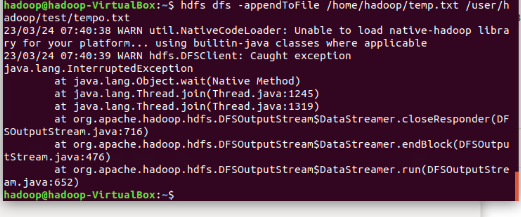 hadoop@hadoop-VirtualBox:~$ hdfs dfs -appendToFile /home/hadoop/temp.txt /user/h
adoop/test/tempo.txt
23/03/24 07:40:38 WARN util.NativeCodeLoader: Unable to load native-hadoop libra
ry for your platform... using builtin-java classes where applicable
23/03/24 07:40:39 WARN hdfs.DFSClient: Caught exception
java.lang.InterruptedException
        at java.lang.Object.wait(Native Method)
        at java.lang.Thread.join(Thread.java:1245)
        at java.lang.Thread.join(Thread.java:1319)
        at org.apache.hadoop.hdfs.DFSOutputStream$DataStreamer.closeResponder(DF
SOutputStream.java:716)
        at org.apache.hadoop.hdfs.DFSOutputStream$DataStreamer.endBlock(DFSOutpu
tStream.java:476)
        at org.apache.hadoop.hdfs.DFSOutputStream$DataStreamer.run(DFSOutputStre
am.java:652)
hadoop@hadoop-VirtualBox:~$